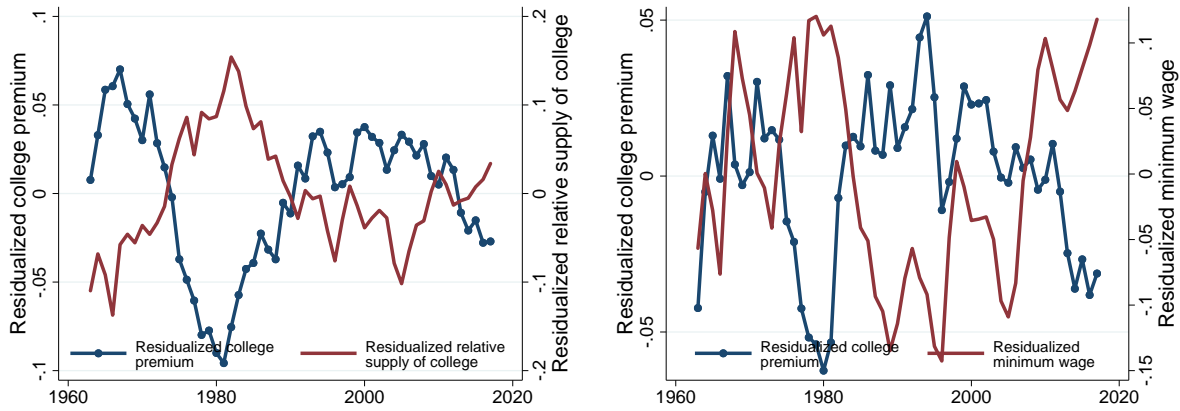 Residualized college premium
.1
.05
0
-.05
-.1
Residualized relative supply of college
.2
.1
0
-.1
-.2
1960
1980
2000
2020
Residualized college
premium
Residualized relative
supply of college
Residualized college premium
.05
0
-.05
Residualized minimum wage
.1
.05
0
-.05
-.1
-.15
1960
1980
2000
2020
Residualized college
premium
Residualized
minimum wage